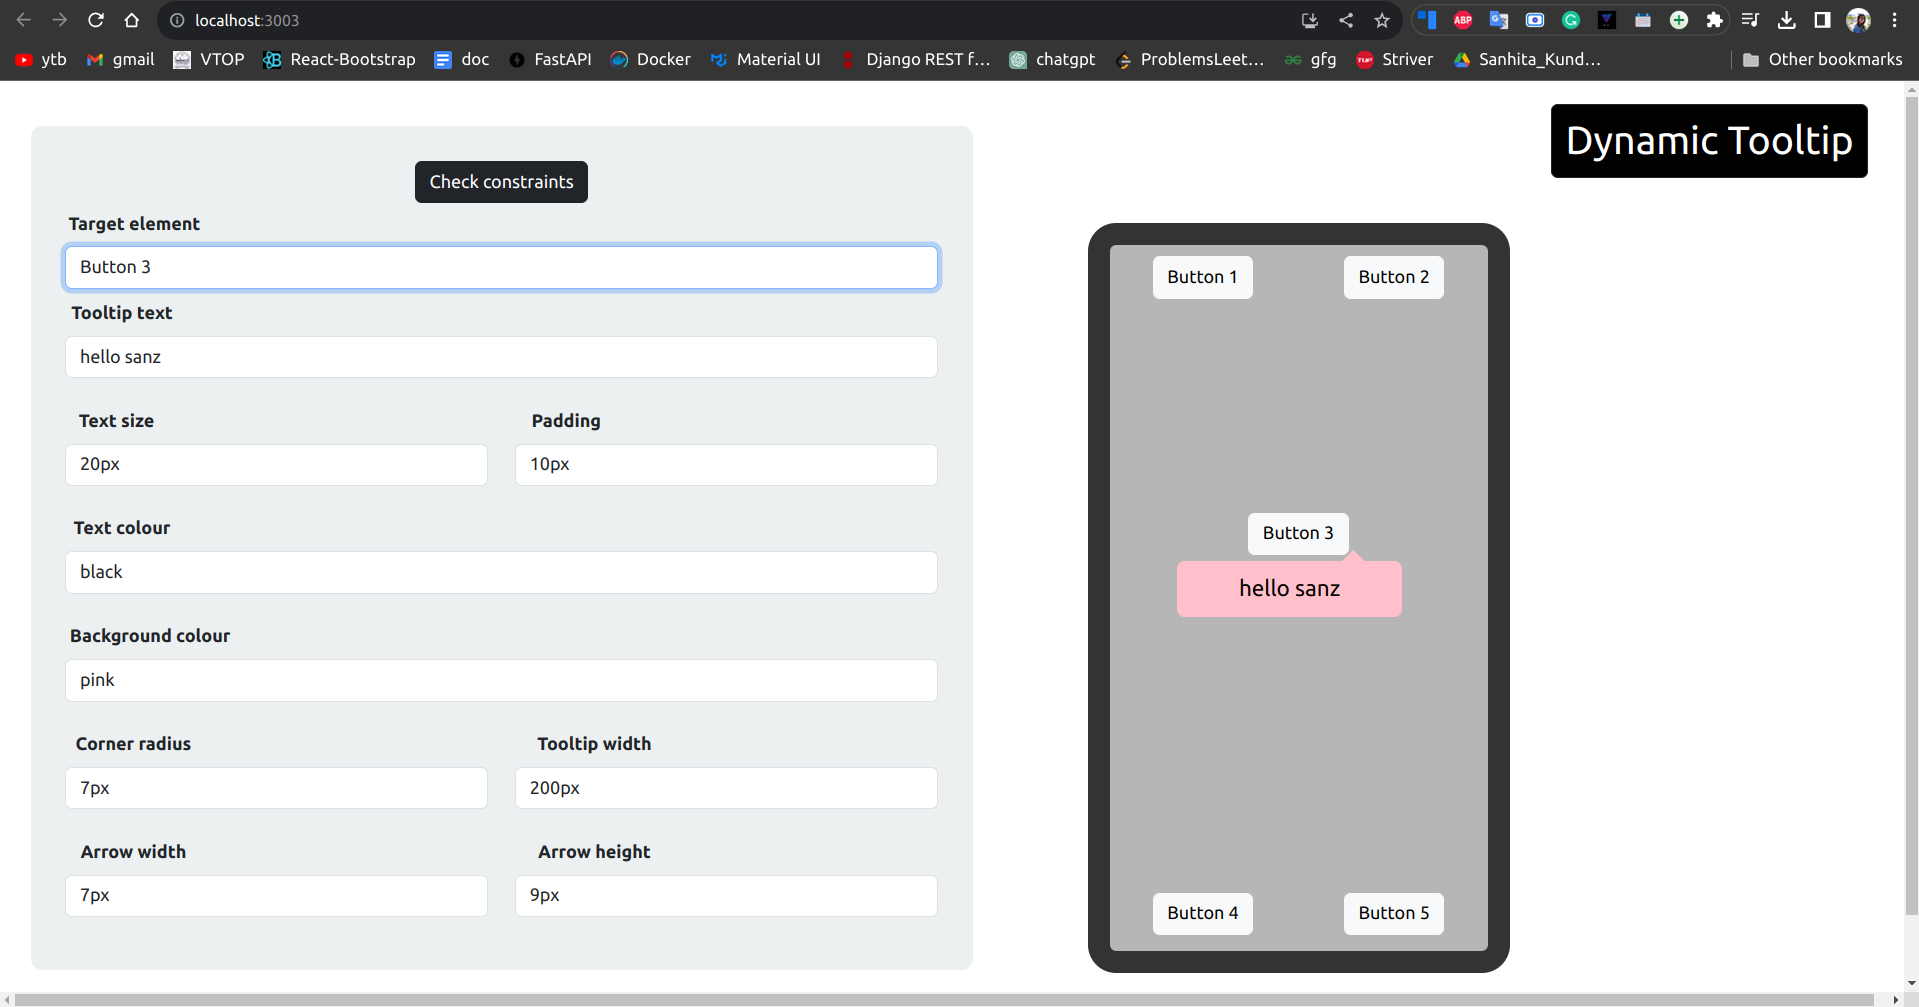 localhost:3003
ytb gmail VTOP React-Bootstrap doc FastAPI Docker Material UI Django REST f... chatgpt ProblemsLeet... gfg Striver Sanhita_Kund... Other bookmarks
Dynamic Tooltip
Check constraints
Target element
Button 3
Tooltip text
hello sanz
Text size Padding
20px 10px
Text colour
black
Background colour
pink
Corner radius Tooltip width
7px 200px
Arrow width Arrow height
7px 9px
Button 1 Button 2
Button 3
hello sanz
Button 4 Button 5